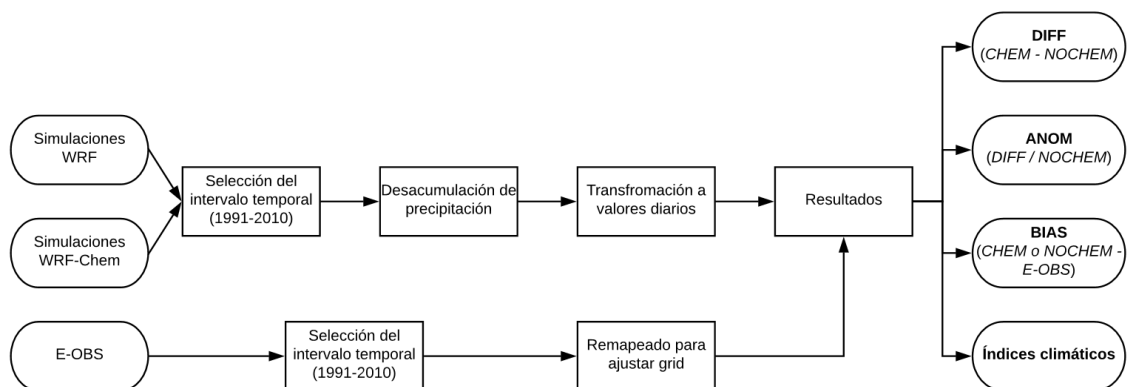 Simulaciones
WRF
Simulaciones
WRF-Chem
Selección del
intervalo temporal
(1991-2010)
Desacumulación de
precipitación
Transfromación a
valores diarios
Resultados
E-OBS
Selección del
intervalo temporal
(1991-2010)
Remapeado para
ajustar grid
DIFF
(CHEM - NOCHEM)
ANOM
(DIFF / NOCHEM)
BIAS
(CHEM o NOCHEM -
E-OBS)
Índices climáticos